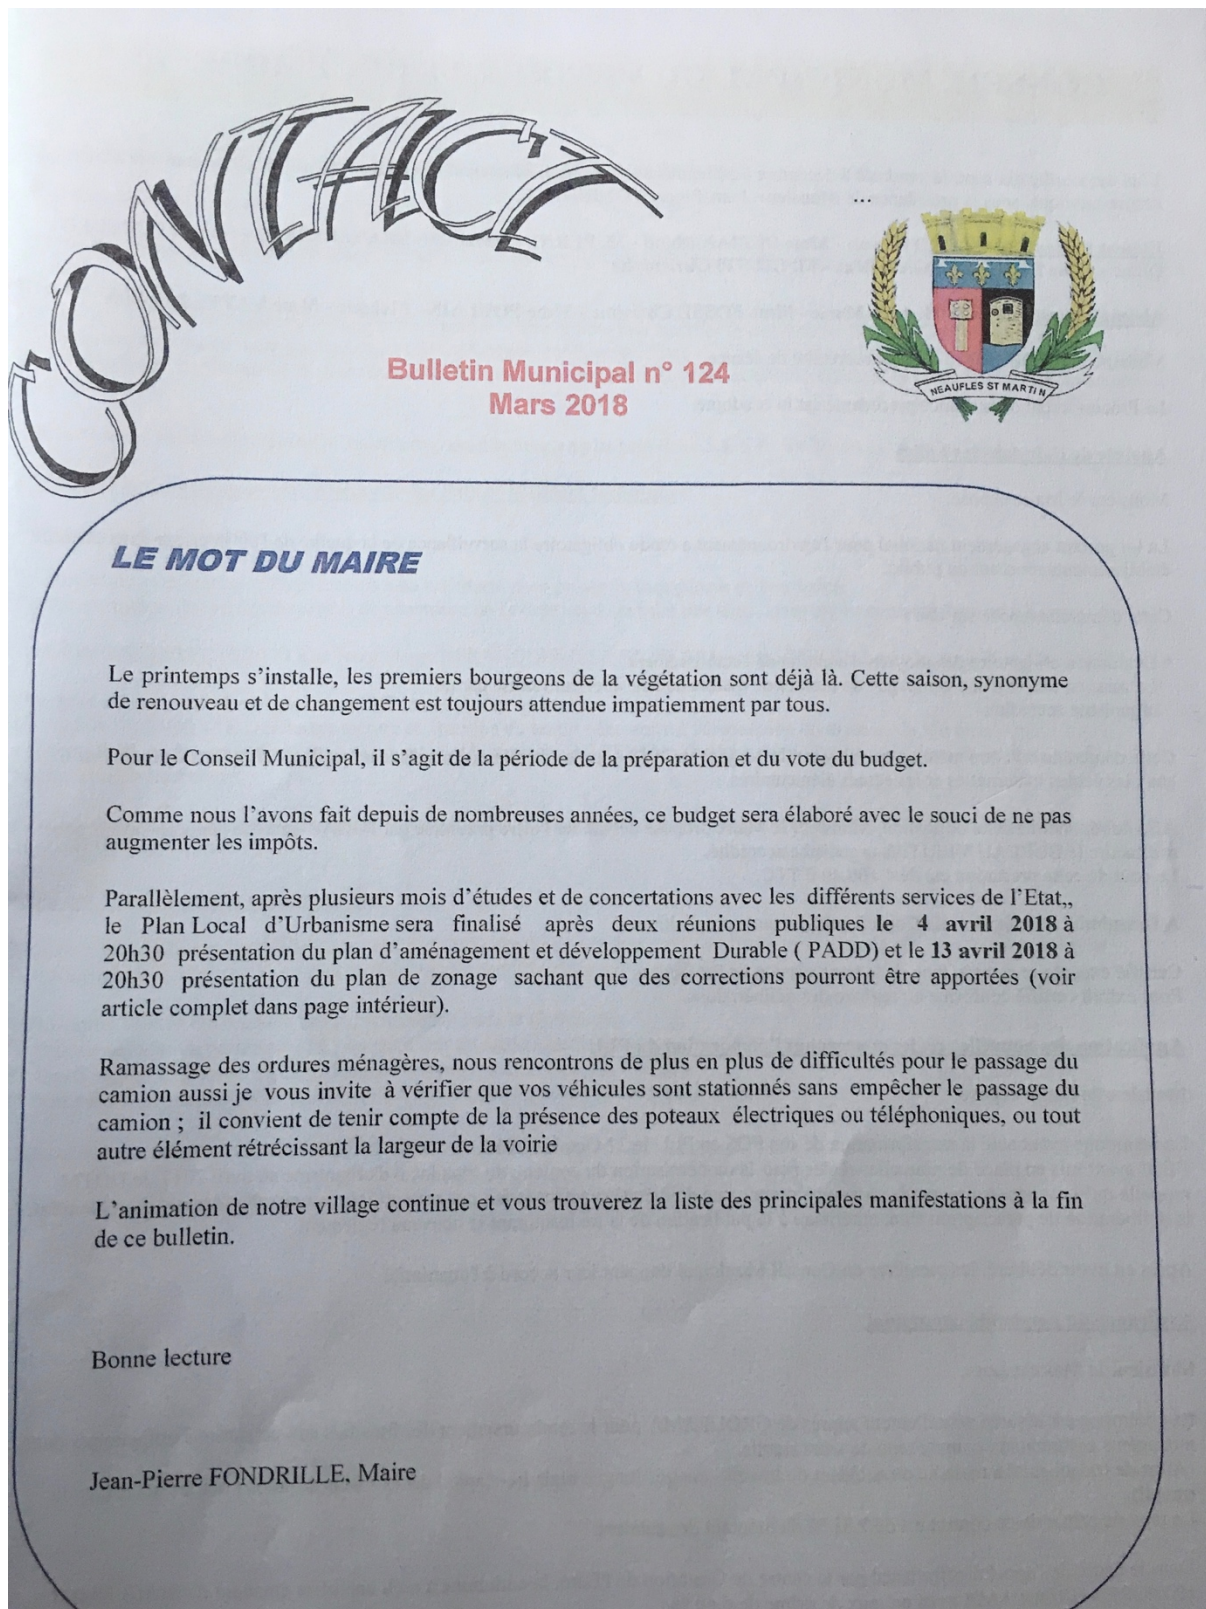 CONTACT
...
NEAUFLES ST MARTIN
Bulletin Municipal n° 124
Mars 2018
LE MOT DU MAIRE
Le printemps s’installe, les premiers bourgeons de la végétation sont déjà là. Cette saison, synonyme
de renouveau et de changement est toujours attendue impatiemment par tous.
Pour le Conseil Municipal, il s’agit de la période de la préparation et du vote du budget.
Comme nous l’avons fait depuis de nombreuses années, ce budget sera élaboré avec le souci de ne pas
augmenter les impôts.
Parallèlement, après plusieurs mois d’études et de concertations avec les différents services de l’Etat,,
le Plan Local d’Urbanisme sera finalisé après deux réunions publiques le 4 avril 2018 à
20h30 présentation du plan d’aménagement et développement Durable ( PADD) et le 13 avril 2018 à
20h30 présentation du plan de zonage sachant que des corrections pourront être apportées (voir
article complet dans page intérieur).
Ramassage des ordures ménagères, nous rencontrons de plus en plus de difficultés pour le passage du
camion aussi je vous invite à vérifier que vos véhicules sont stationnés sans empêcher le passage du
camion ; il convient de tenir compte de la présence des poteaux électriques ou téléphoniques, ou tout
autre élément rétrécissant la largeur de la voirie
L’animation de notre village continue et vous trouverez la liste des principales manifestations à la fin
de ce bulletin.
Bonne lecture
Jean-Pierre FONDRILLE, Maire